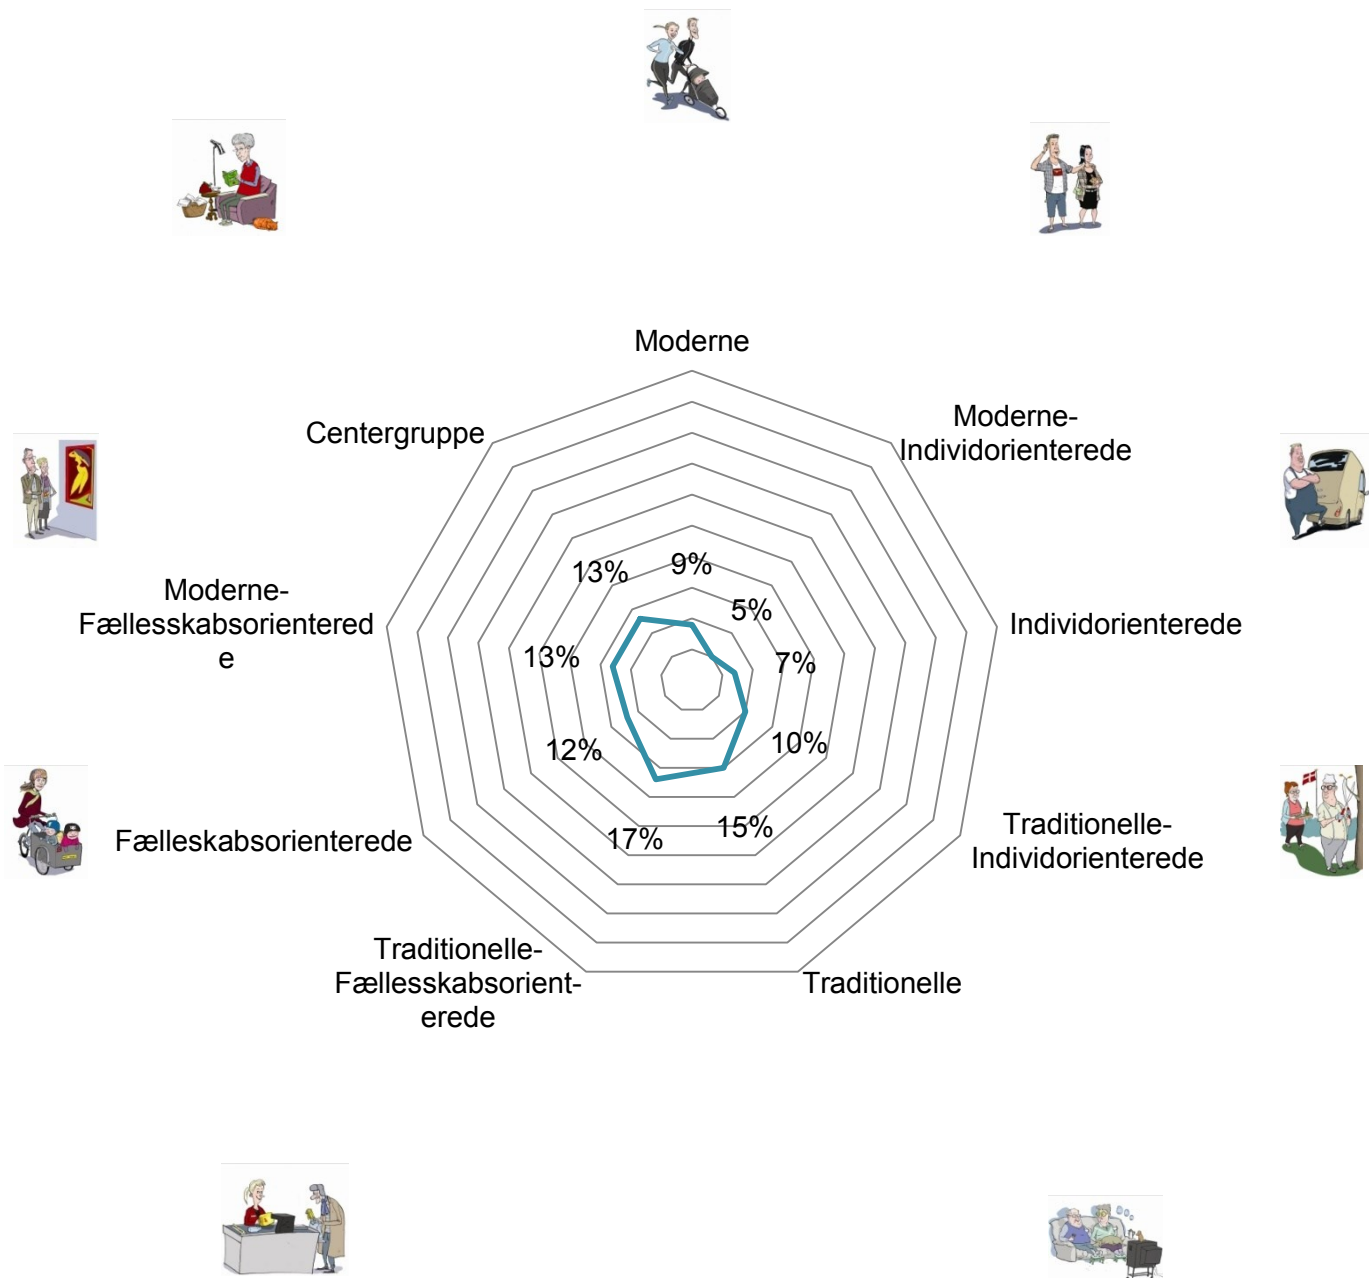 Moderne
Moderne-
Individorienterede
Centergruppe
13%
9%
5%
Moderne-
Fællesskabsorientered
e
Individorienterede
13%
7%
12%
10%
Fælleskabsorienterede
17%
15%
Traditionelle-
Individorienterede
Traditionelle-
Fællesskabsorient-
erede
Traditionelle